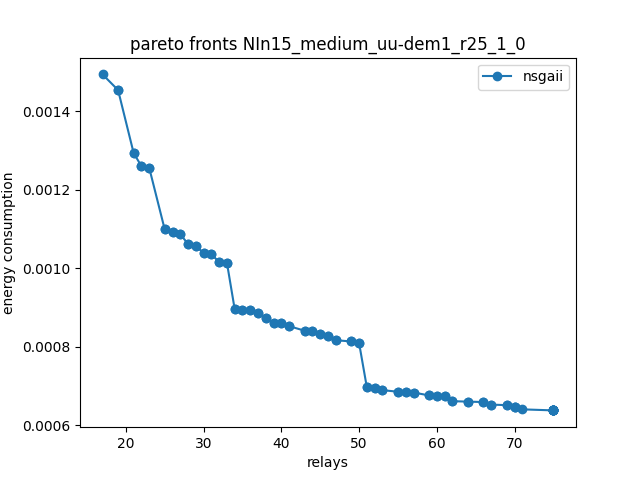 pareto fronts NIn15_medium_uu-dem1_r25_1_0
nsgaii
0.0014
0.0012
0.0010
0.0008
0.0006
energy consumption
20 30 40 50 60 70
relays